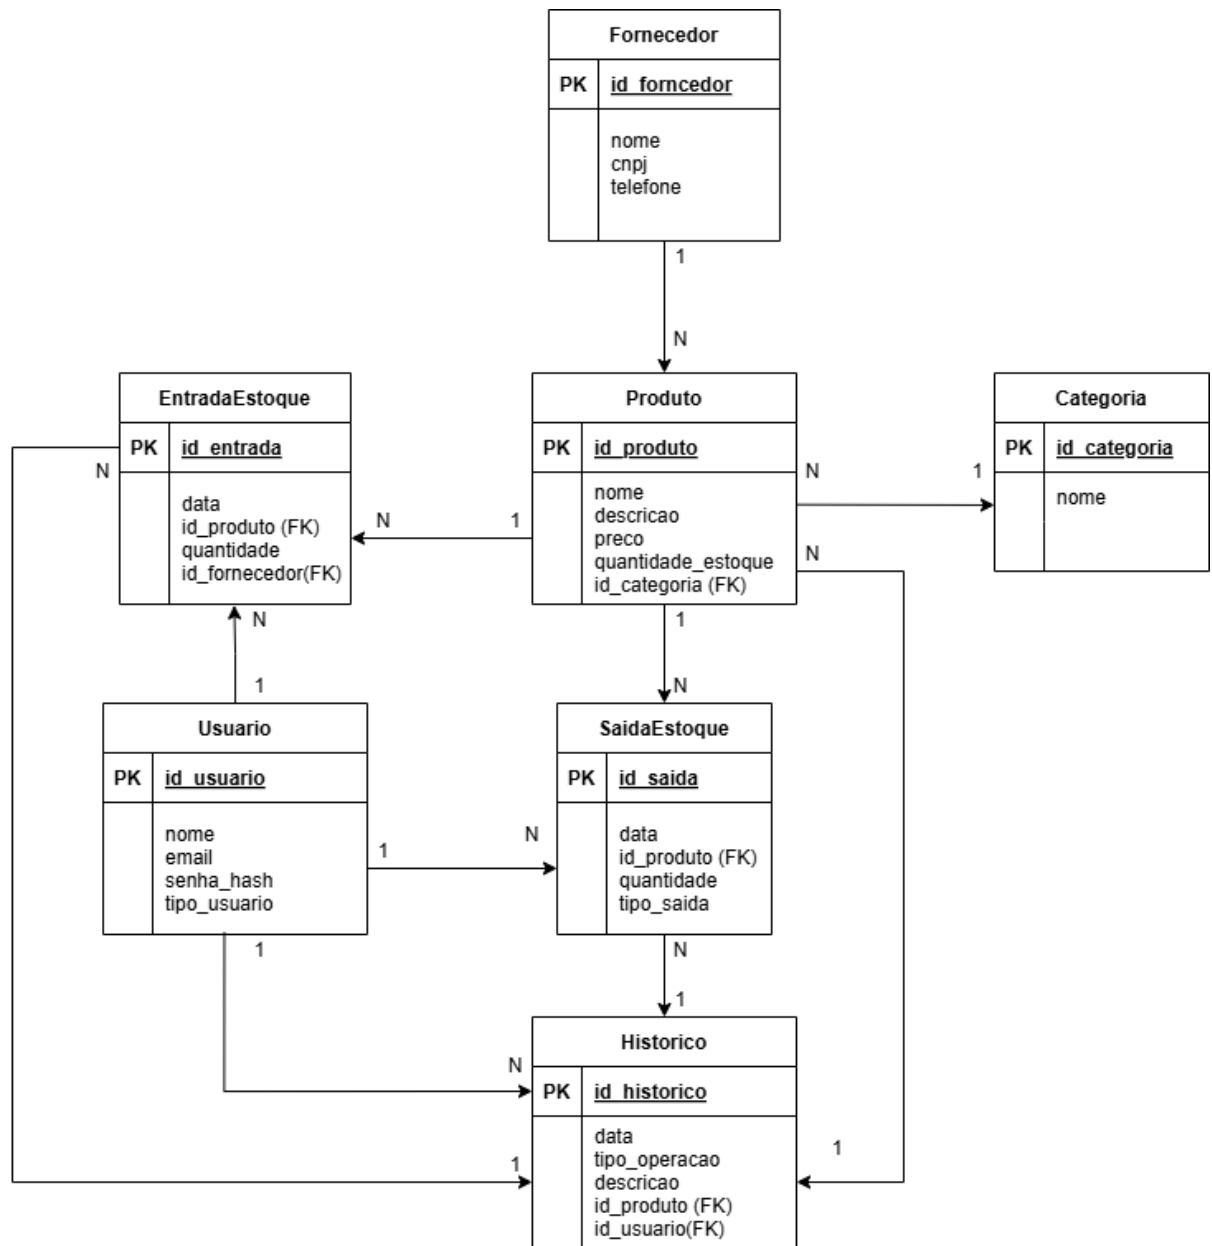 Fornecedor
PK id_forncedor
nome
cnpj
telefone
1
N
EntradaEstoque
PK id_entrada
data
id_produto (FK)
quantidade
id_fornecedor(FK)
N
N
1
Produto
PK id_produto
nome
descricao
preco
quantidade_estoque
id_categoria (FK)
N
1
N
Categoria
PK id_categoria
nome
N
1
1
N
Usuario
PK id_usuario
nome
email
senha_hash
tipo_usuario
1
N
1
SaidaEstoque
PK id_saida
data
id_produto (FK)
quantidade
tipo_saida
N
1
N
1
1
Historico
PK id_historico
data
tipo_operacao
descricao
id_produto (FK)
id_usuario(FK)